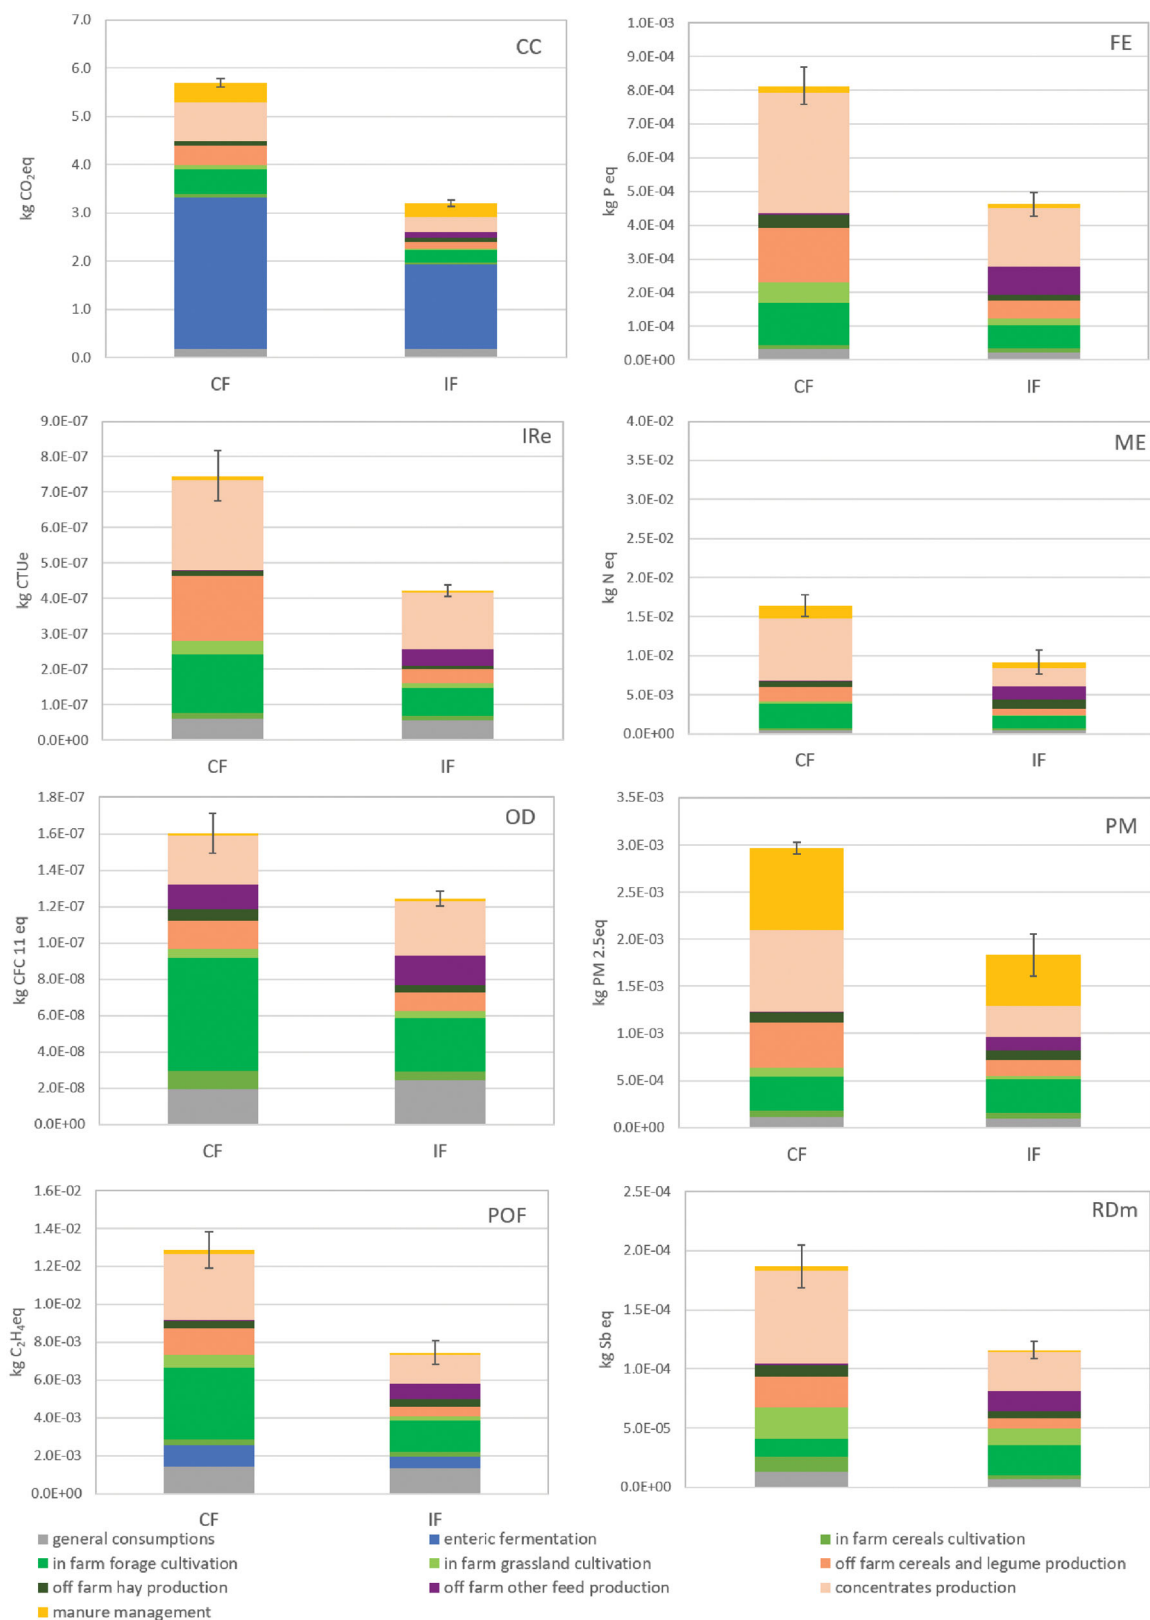 CC
7.0
6.0
5.0
4.0
3.0
2.0
1.0
0.0
kg CO₂eq
CF IF
FE
1.0E-03
9.0E-04
8.0E-04
7.0E-04
6.0E-04
5.0E-04
4.0E-04
3.0E-04
2.0E-04
1.0E-04
0.0E+00
kg P eq
CF IF
IRe
9.0E-07
8.0E-07
7.0E-07
6.0E-07
5.0E-07
4.0E-07
3.0E-07
2.0E-07
1.0E-07
0.0E+00
kg CTUe
CF IF
ME
4.0E-02
3.5E-02
3.0E-02
2.5E-02
2.0E-02
1.5E-02
1.0E-02
5.0E-03
0.0E+00
kg N eq
CF IF
OD
1.8E-07
1.6E-07
1.4E-07
1.2E-07
1.0E-07
8.0E-08
6.0E-08
4.0E-08
2.0E-08
0.0E+00
kg CFC 11 eq
CF IF
PM
3.5E-03
3.0E-03
2.5E-03
2.0E-03
1.5E-03
1.0E-03
5.0E-04
0.0E+00
kg PM 2.5eq
CF IF
POF
1.6E-02
1.4E-02
1.2E-02
1.0E-02
8.0E-03
6.0E-03
4.0E-03
2.0E-03
0.0E+00
kg C₂H₄eq
CF IF
RDm
2.5E-04
2.0E-04
1.5E-04
1.0E-04
5.0E-05
0.0E+00
kg Sb eq
CF IF
general consumptions enteric fermentation in farm cereals cultivation
in farm forage cultivation in farm grassland cultivation off farm cereals and legume production
off farm hay production off farm other feed production concentrates production
manure management